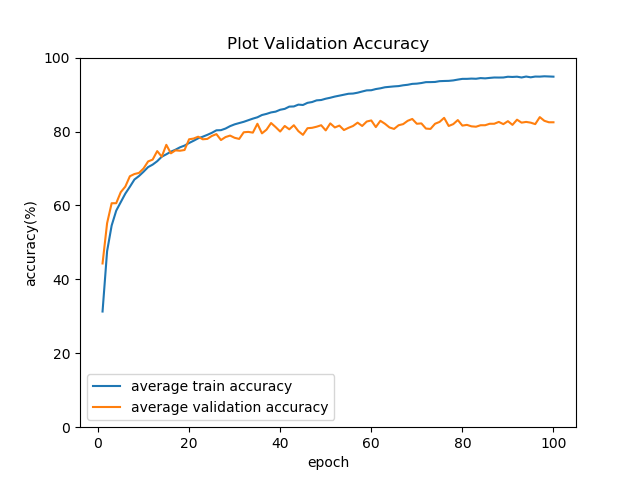 Plot Validation Accuracy
100
80
60
40
20
0
accuracy(%)
average train accuracy
average validation accuracy
0 20 40 60 80 100
epoch